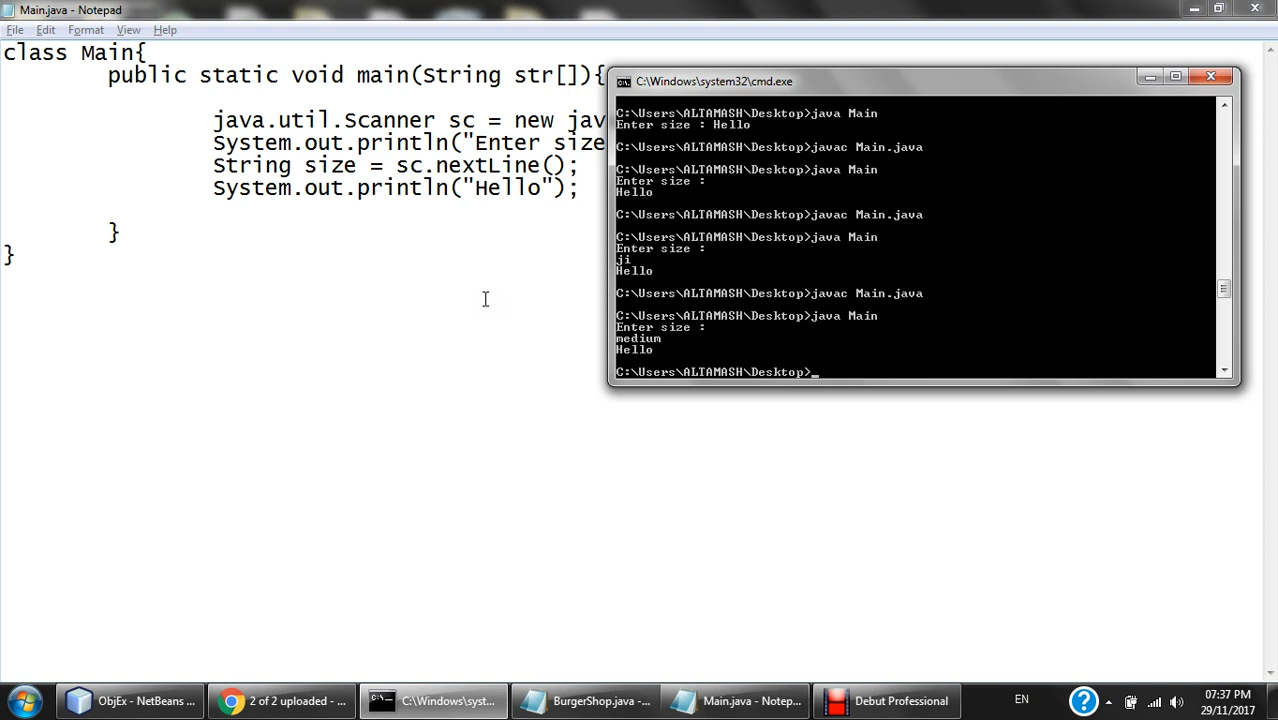 Main.java - Notepad
File Edit Format View Help
class Main{
public static void main(String str[]){
java.util.Scanner sc = new jav
System.out.println("Enter size
String size = sc.nextLine();
System.out.println("Hello");
}
}
C:\Windows\system32\cmd.exe
C:\Users\ALTAMASH\Desktop>java Main
Enter size : Hello
C:\Users\ALTAMASH\Desktop>javac Main.java
C:\Users\ALTAMASH\Desktop>java Main
Enter size :
Hello
C:\Users\ALTAMASH\Desktop>javac Main.java
C:\Users\ALTAMASH\Desktop>java Main
Enter size :
ji
Hello
C:\Users\ALTAMASH\Desktop>javac Main.java
C:\Users\ALTAMASH\Desktop>java Main
Enter size :
medium
Hello
C:\Users\ALTAMASH\Desktop>_
ObjEx - NetBeans ...
2 of 2 uploaded - ...
C:\Windows\syst...
BurgerShop.java -...
Main.java - Notep...
Debut Professional
EN
07:37 PM
29/11/2017